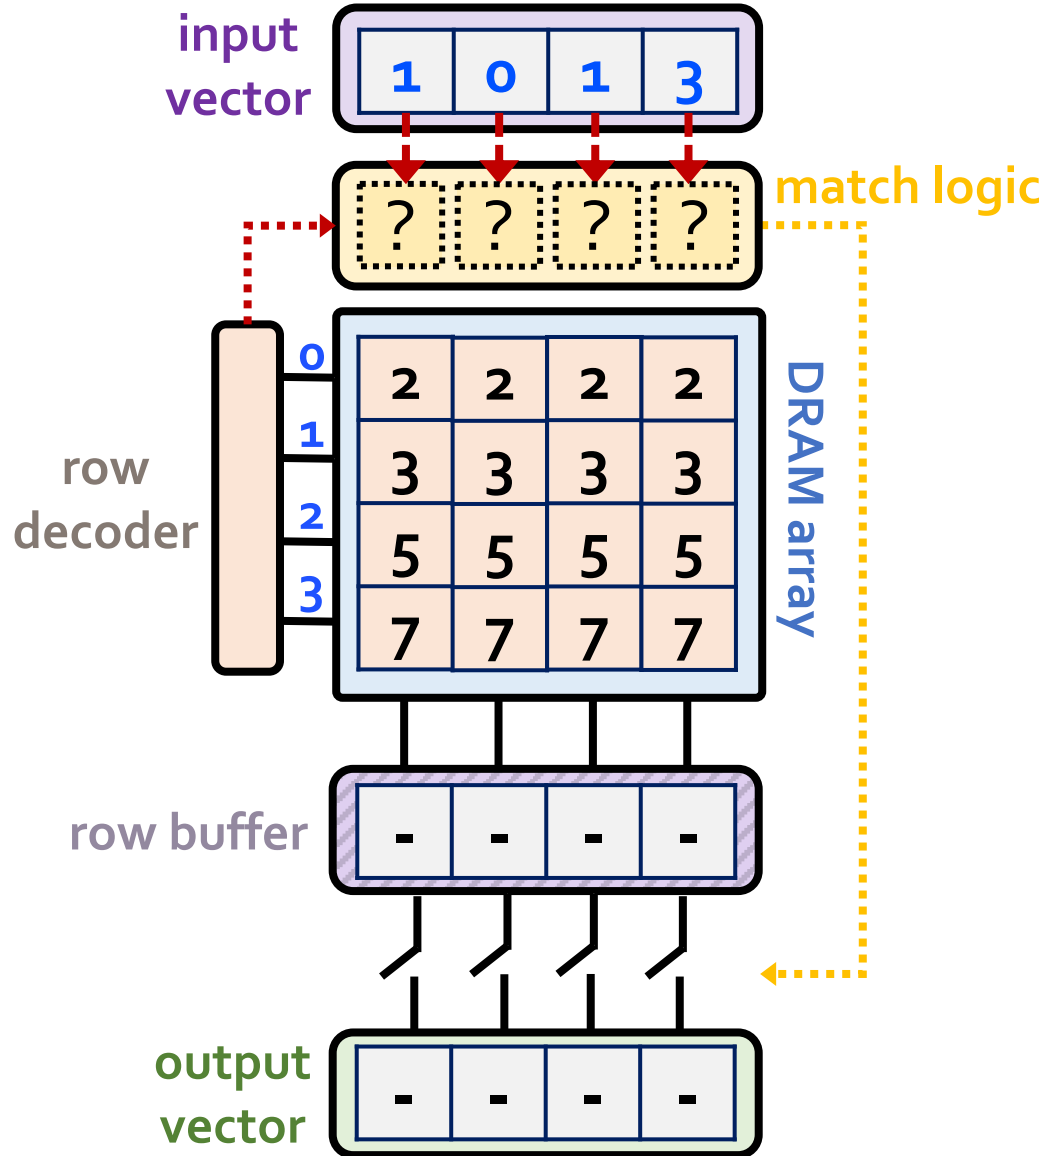 input
vector
1 0 1 3
? ? ? ?
match logic
0
1
2
3
row
decoder
2 2 2 2
3 3 3 3
5 5 5 5
7 7 7 7
DRAM array
row buffer
- - - -
output
vector
- - - -